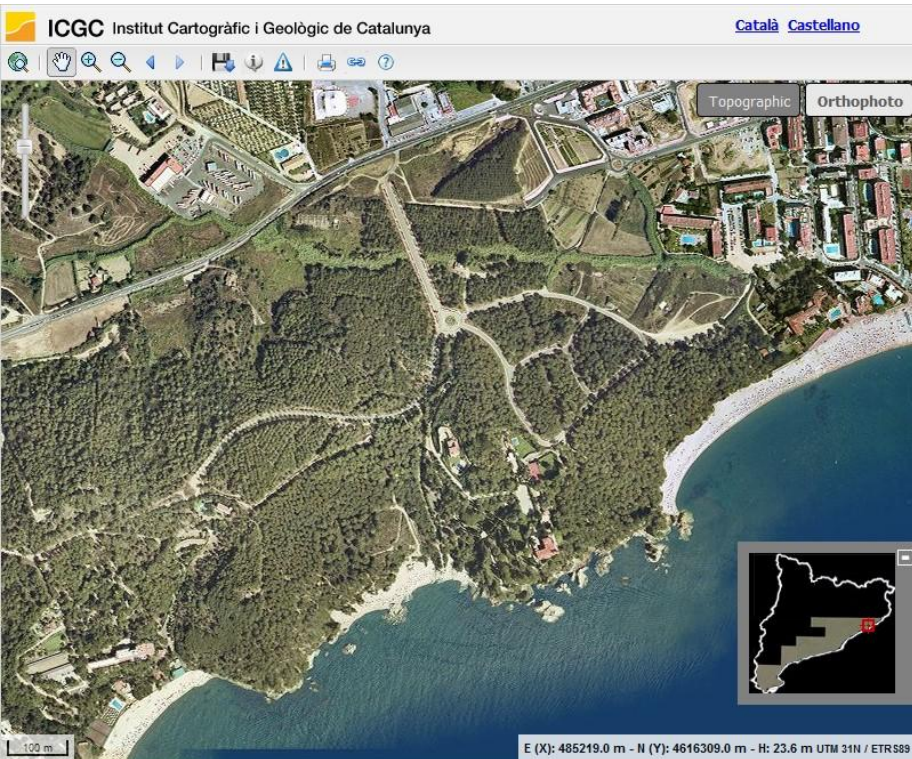 ICGC Institut Cartogràfic i Geològic de Catalunya
Català Castellano
Topographic Orthophoto
100 m
E (X): 485219.0 m - N (Y): 4616309.0 m - H: 23.6 m UTM 31N / ETRS89